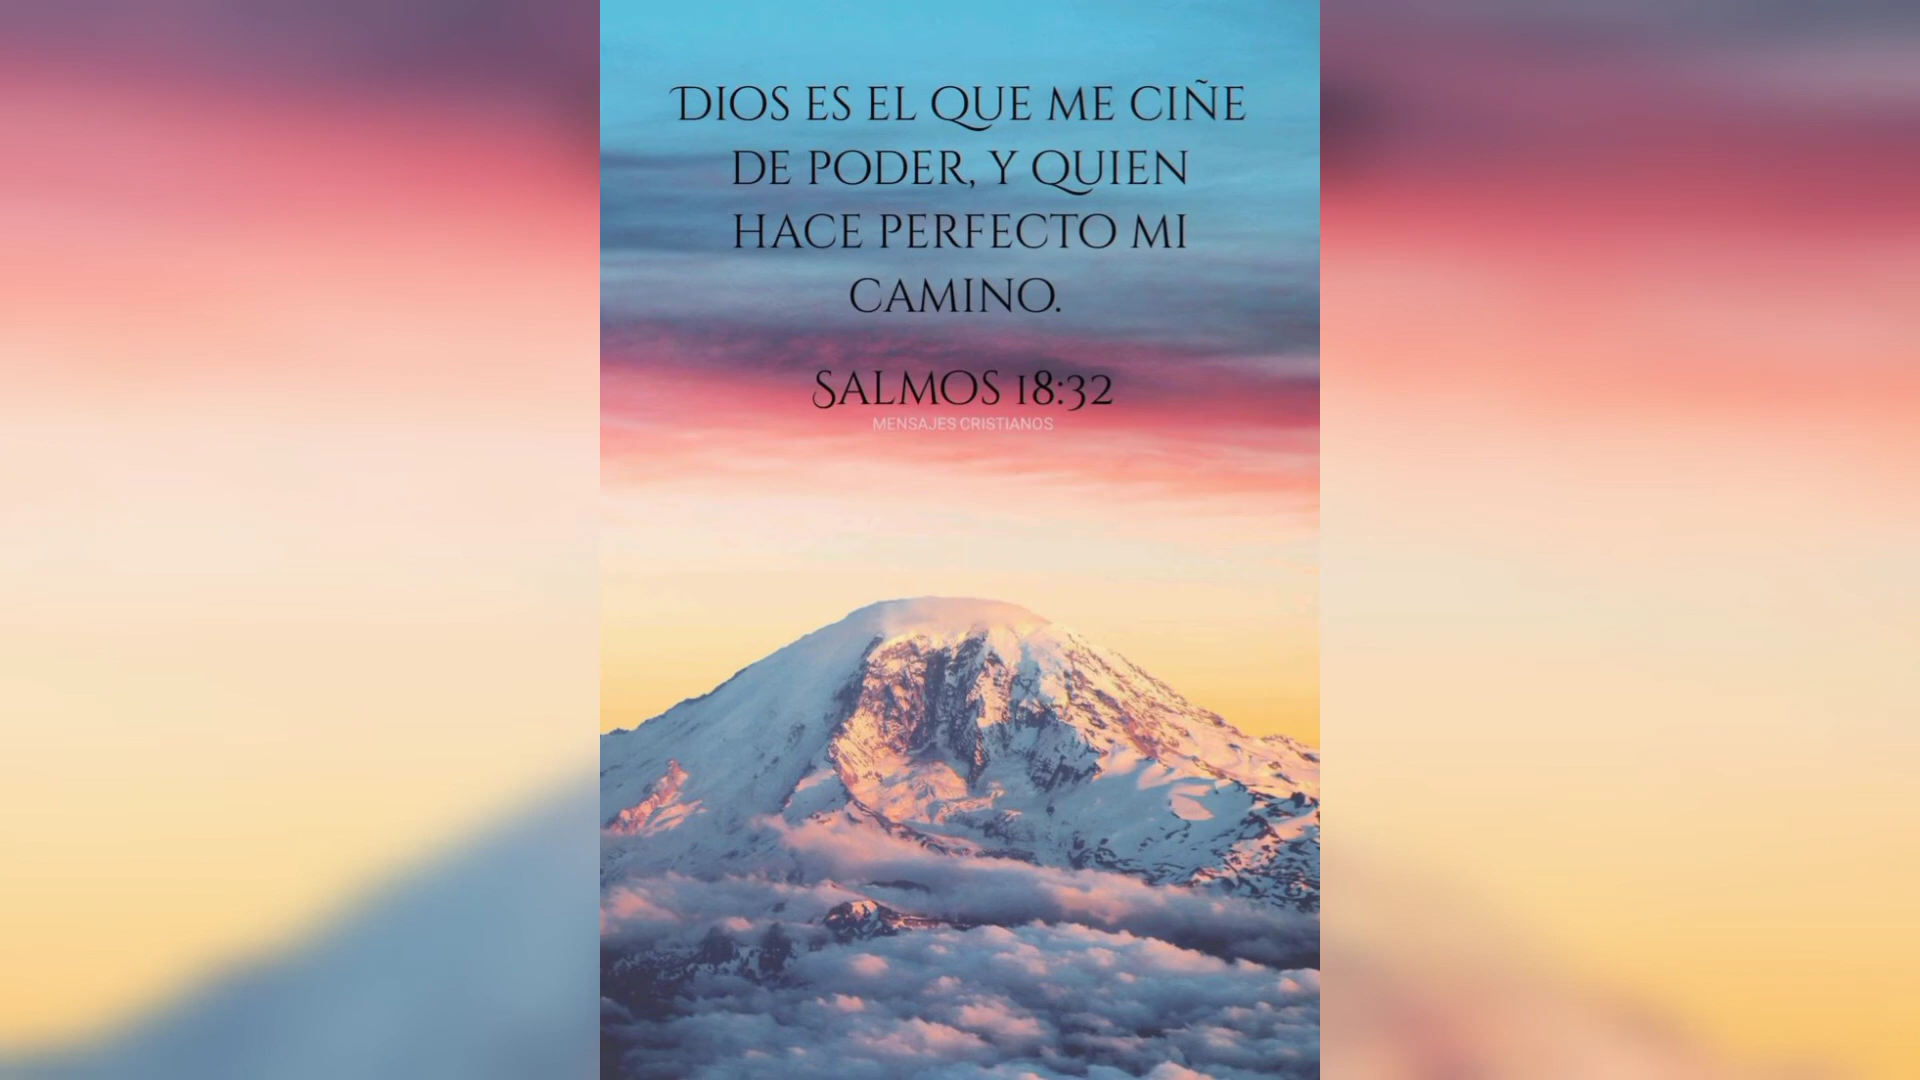 Dios es el que me ciñe
de poder, y quien
hace perfecto mi
camino.
Salmos 18:32
MENSAJES CRISTIANOS